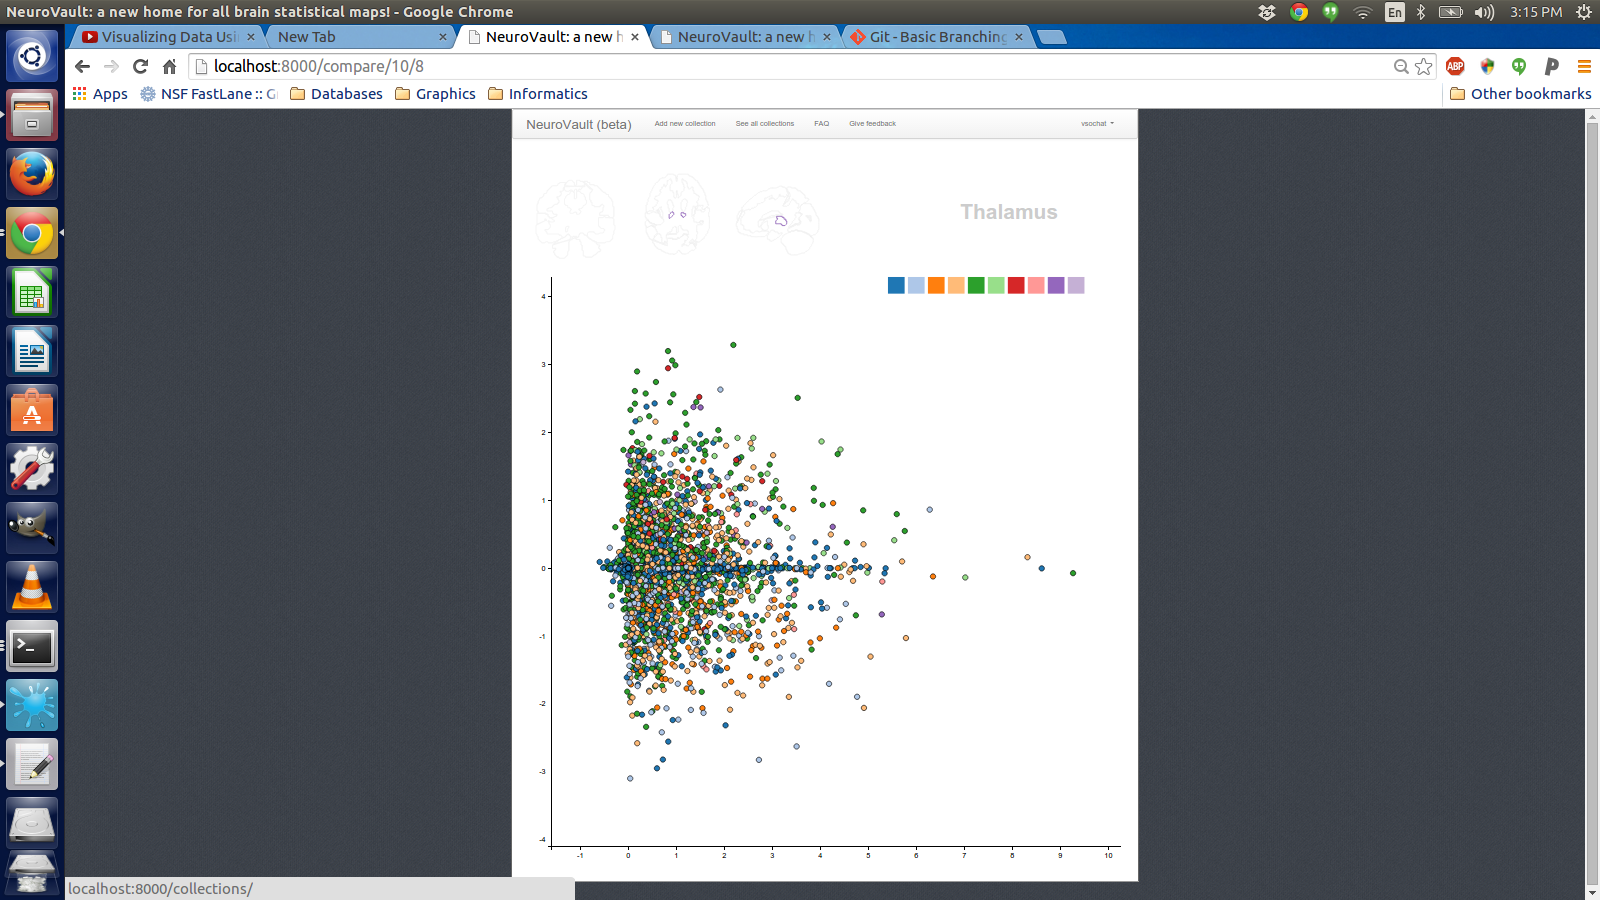 NeuroVault: a new home for all brain statistical maps! - Google Chrome
En
3:15 PM
Visualizing Data Usi
New Tab
NeuroVault: a new h
NeuroVault: a new h
Git - Basic Branching
localhost:8000/compare/10/8
ABP
Apps
NSF FastLane :: G
Databases
Graphics
Informatics
Other bookmarks
NeuroVault (beta)
Add new collection
See all collections
FAQ
Give feedback
vsochat
Thalamus
4
3
2
1
0
-1
-2
-3
-4
-1 0 1 2 3 4 5 6 7 8 9 10
localhost:8000/collections/